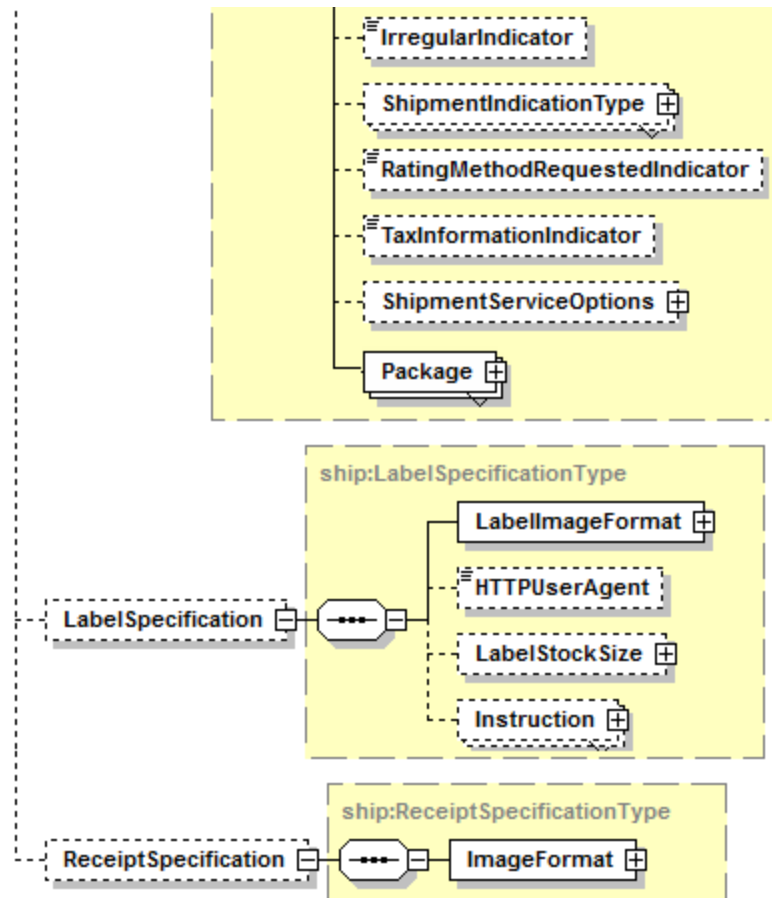 IrregularIndicator
ShipmentIndicationType
RatingMethodRequestedIndicator
TaxInformationIndicator
ShipmentServiceOptions
Package
ship:LabelSpecificationType
LabelImageFormat
HTTPUserAgent
LabelSpecification
LabelStockSize
Instruction
ship:ReceiptSpecificationType
ReceiptSpecification
ImageFormat